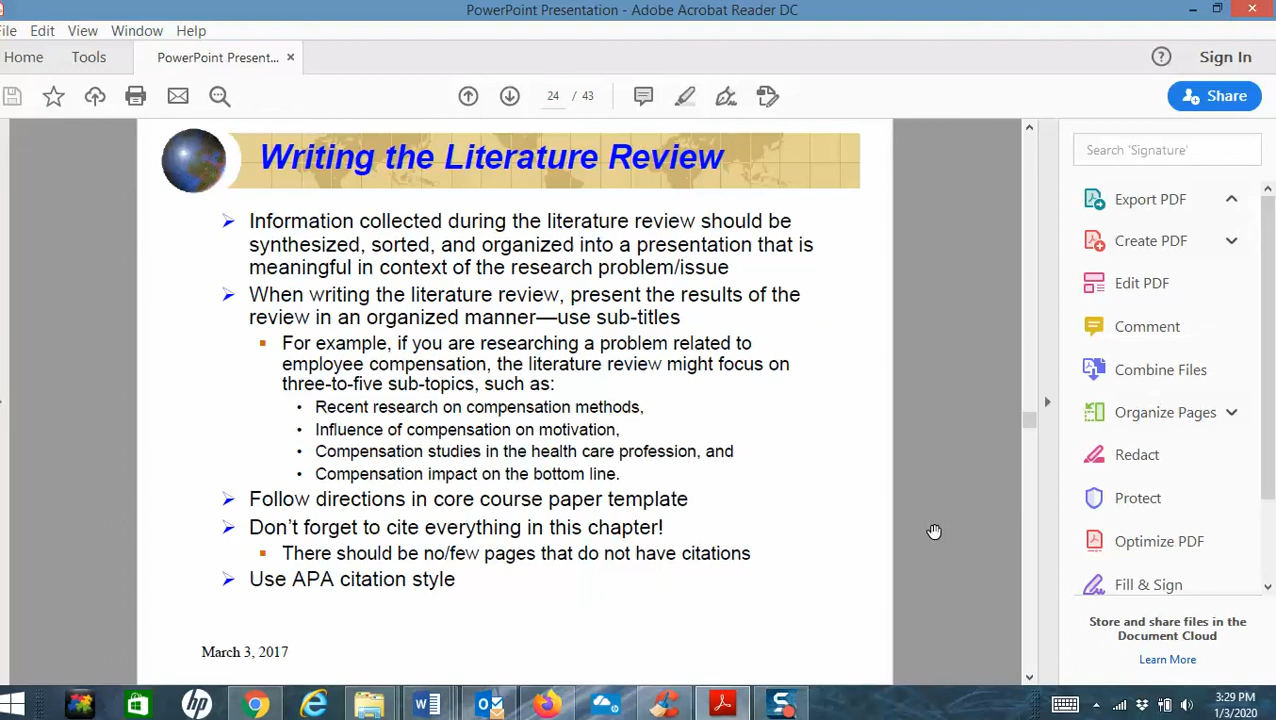 PowerPoint Presentation - Adobe Acrobat Reader DC
File Edit View Window Help
Home Tools PowerPoint Present... × Sign In
24 / 43 Share
Writing the Literature Review
Search 'Signature'
Information collected during the literature review should be
synthesized, sorted, and organized into a presentation that is
meaningful in context of the research problem/issue
When writing the literature review, present the results of the
review in an organized manner—use sub-titles
For example, if you are researching a problem related to
employee compensation, the literature review might focus on
three-to-five sub-topics, such as:
• Recent research on compensation methods,
• Influence of compensation on motivation,
• Compensation studies in the health care profession, and
• Compensation impact on the bottom line.
Follow directions in core course paper template
Don't forget to cite everything in this chapter!
There should be no/few pages that do not have citations
Use APA citation style
March 3, 2017
Export PDF
Create PDF
Edit PDF
Comment
Combine Files
Organize Pages
Redact
Protect
Optimize PDF
Fill & Sign
Store and share files in the
Document Cloud
Learn More
hp
3:29 PM
1/3/2020